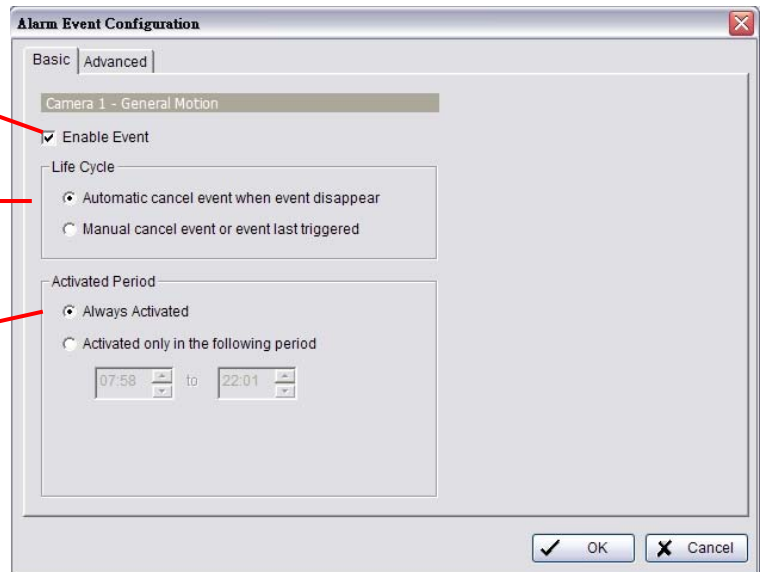 Alarm Event Configuration
Basic
Advanced
Camera 1 - General Motion
Enable Event
Life Cycle
Automatic cancel event when event disappear
Manual cancel event or event last triggered
Activated Period
Always Activated
Activated only in the following period
07:58 to 22:01
OK
Cancel